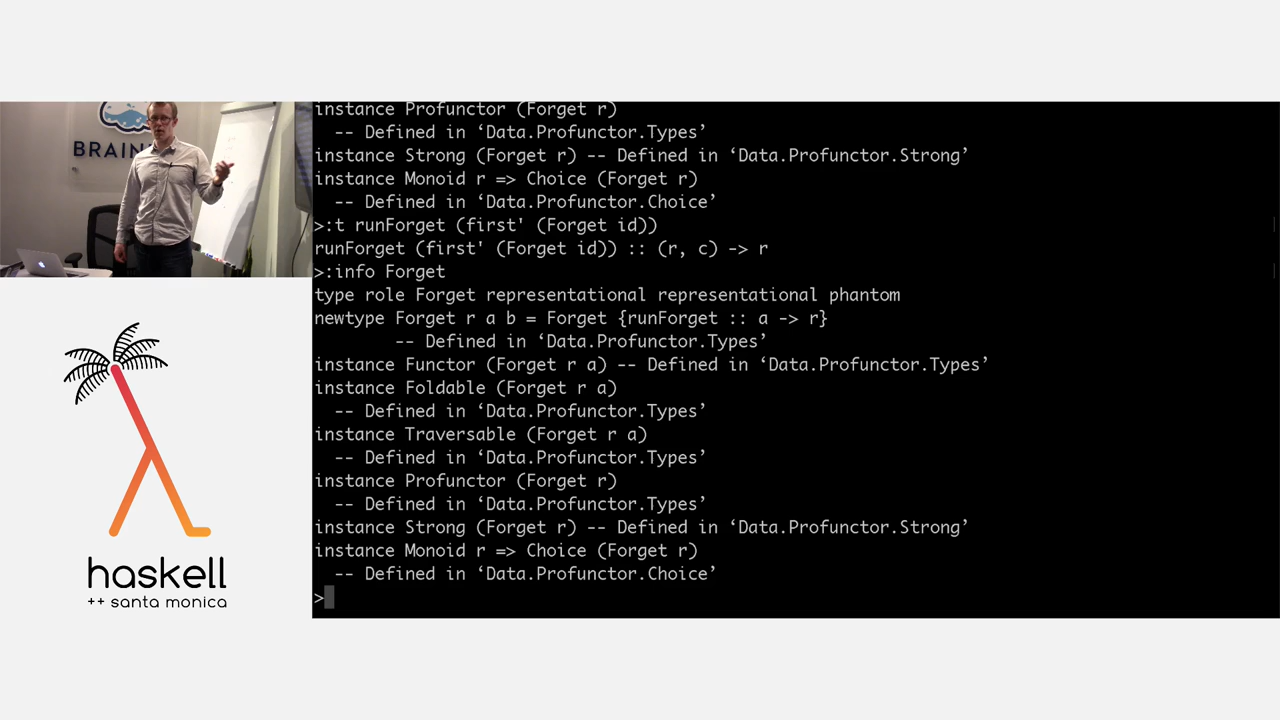 BRAIN
instance Profunctor (Forget r)
-- Defined in ‘Data.Profunctor.Types’
instance Strong (Forget r) -- Defined in ‘Data.Profunctor.Strong’
instance Monoid r => Choice (Forget r)
-- Defined in ‘Data.Profunctor.Choice’
>:t runForget (first' (Forget id))
runForget (first' (Forget id)) :: (r, c) -> r
>:info Forget
type role Forget representational representational phantom
newtype Forget r a b = Forget {runForget :: a -> r}
-- Defined in ‘Data.Profunctor.Types’
instance Functor (Forget r a) -- Defined in ‘Data.Profunctor.Types’
instance Foldable (Forget r a)
-- Defined in ‘Data.Profunctor.Types’
instance Traversable (Forget r a)
-- Defined in ‘Data.Profunctor.Types’
instance Profunctor (Forget r)
-- Defined in ‘Data.Profunctor.Types’
instance Strong (Forget r) -- Defined in ‘Data.Profunctor.Strong’
instance Monoid r => Choice (Forget r)
-- Defined in ‘Data.Profunctor.Choice’
>
haskell
++ santa monica